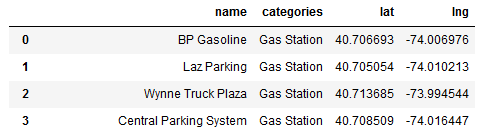 name categories lat lng
0 BP Gasoline Gas Station 40.706693 -74.006976
1 Laz Parking Gas Station 40.705054 -74.010213
2 Wynne Truck Plaza Gas Station 40.713685 -73.994544
3 Central Parking System Gas Station 40.708509 -74.016447